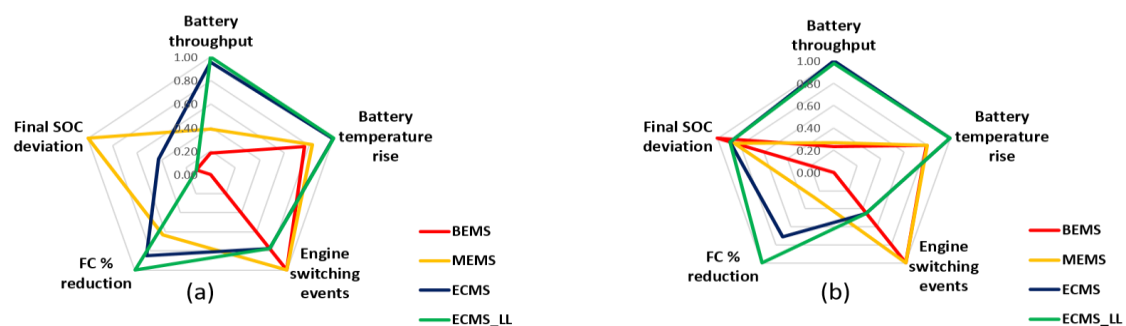 Battery
throughput
1.00
0.80
0.60
0.40
0.20
0.00
Battery
temperature
rise
Engine
switching
events
FC %
reduction
Final SOC
deviation
BEMS
MEMS
ECMS
ECMS_LL
(a)
Battery
throughput
1.00
0.80
0.60
0.40
0.20
0.00
Battery
temperature
rise
Engine
switching
events
FC %
reduction
Final SOC
deviation
BEMS
MEMS
ECMS
ECMS_LL
(b)